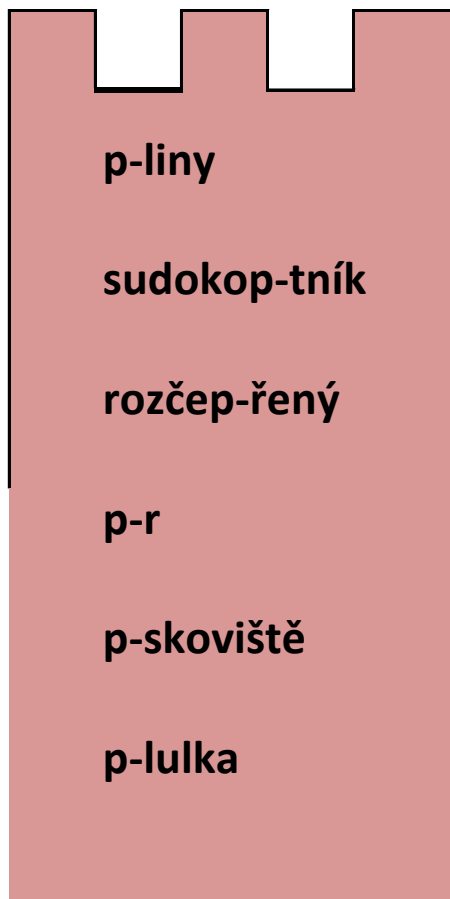 p-liny
sudokop-tník
rozčep-řený
p-r
p-skoviště
p-lulka